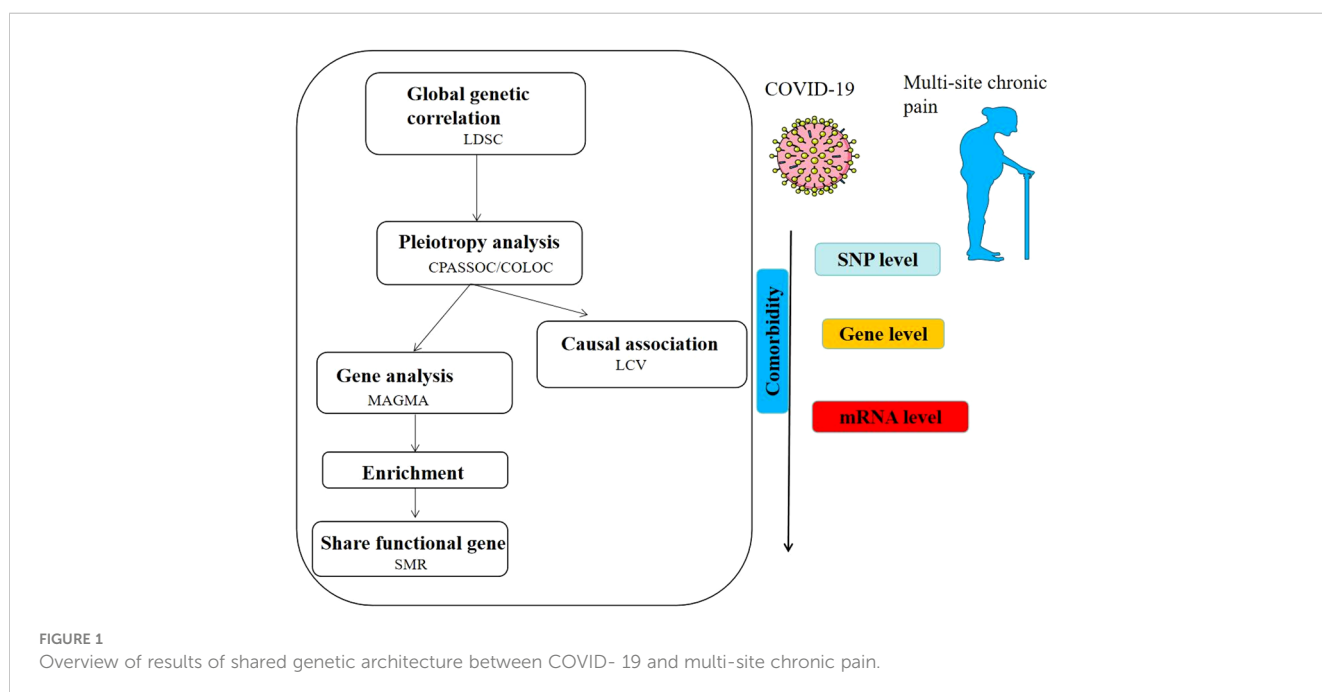 Global genetic
correlation
LDSC
Pleiotropy analysis
CPASSOC/COLOC
Causal association
LCV
Gene analysis
MAGMA
Enrichment
Share functional gene
SMR
COVID-19
Multi-site chronic
pain
Comorbidity
SNP level
Gene level
mRNA level
FIGURE 1
Overview of results of shared genetic architecture between COVID- 19 and multi-site chronic pain.